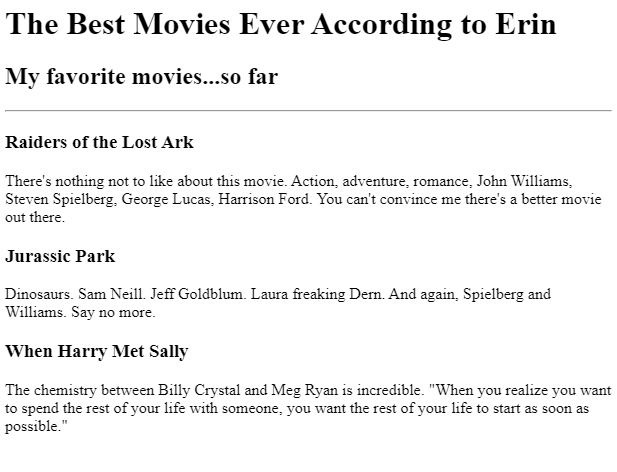 The Best Movies Ever According to Erin
My favorite movies...so far
Raiders of the Lost Ark
There's nothing not to like about this movie. Action, adventure, romance, John Williams,
Steven Spielberg, George Lucas, Harrison Ford. You can't convince me there's a better movie
out there.
Jurassic Park
Dinosaurs. Sam Neill. Jeff Goldblum. Laura freaking Dern. And again, Spielberg and
Williams. Say no more.
When Harry Met Sally
The chemistry between Billy Crystal and Meg Ryan is incredible. "When you realize you want
to spend the rest of your life with someone, you want the rest of your life to start as soon as
possible."